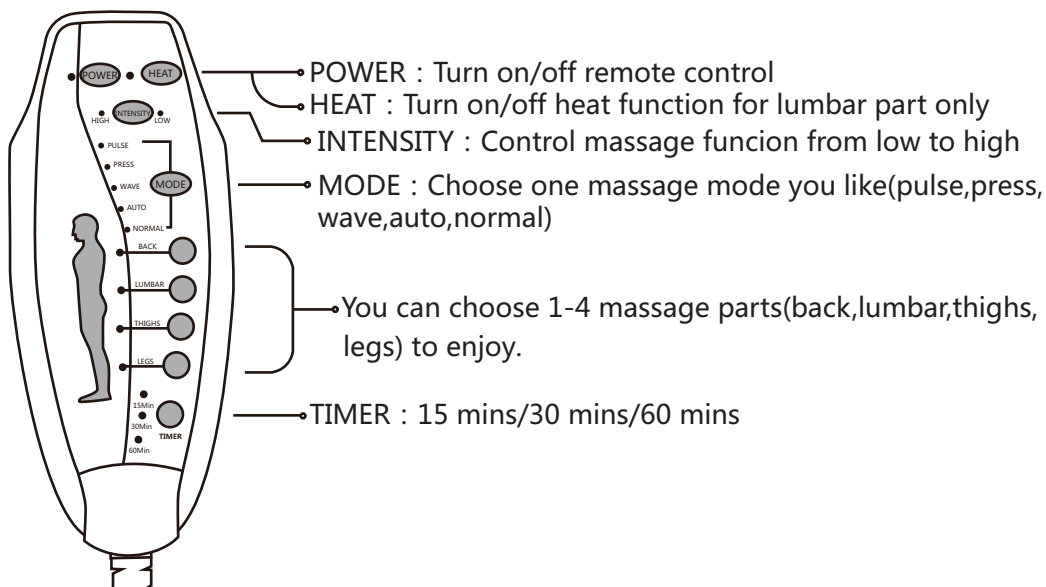 POWER
HEAT
POWER : Turn on/off remote control
HEAT : Turn on/off heat function for lumbar part only
HIGH
INTENSITY
LOW
INTENSITY : Control massage funcion from low to high
PULSE
PRESS
WAVE
MODE
AUTO
NORMAL
MODE : Choose one massage mode you like(pulse,press,
wave,auto,normal)
BACK
LUMBAR
THIGHS
LEGS
You can choose 1-4 massage parts(back,lumbar,thighs,
legs) to enjoy.
15Min
30Min
60Min
TIMER
TIMER : 15 mins/30 mins/60 mins